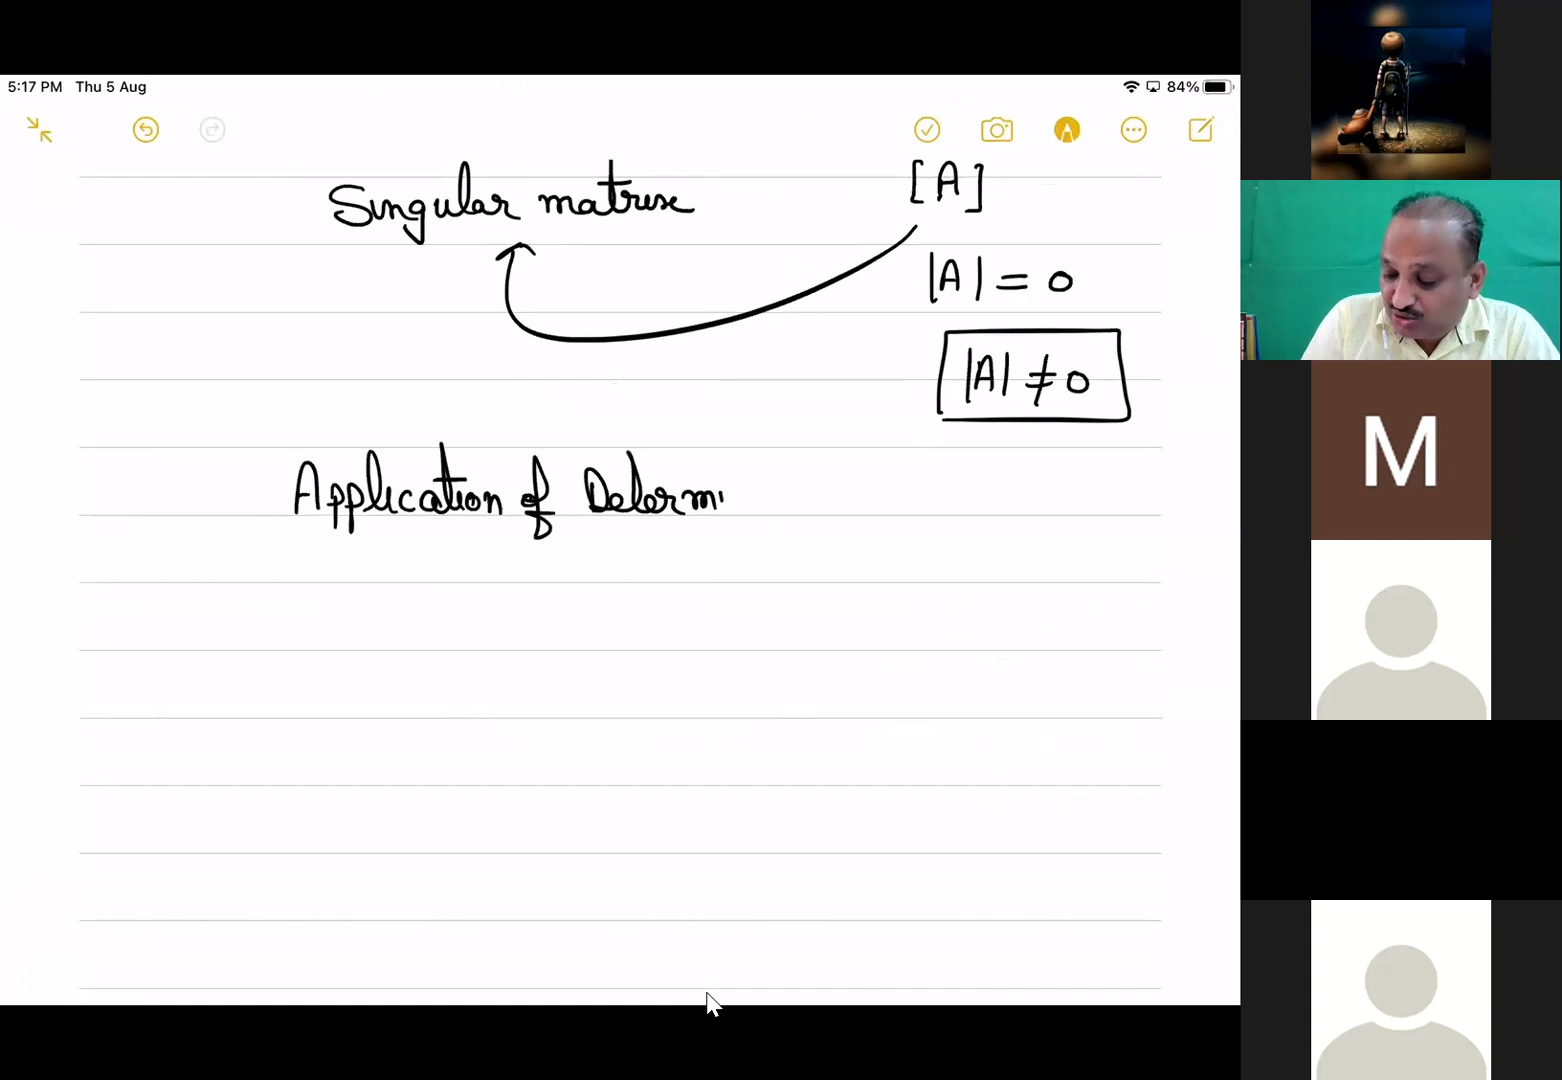 5:17 PM Thu 5 Aug 84%
Singular matrix [A]
|A| = 0
|A| ≠ 0
Application of Determi
M